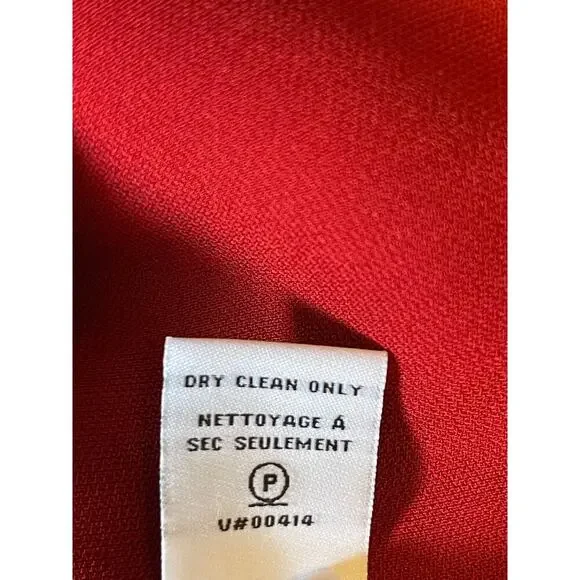 DRY CLEAN ONLY
NETTOYAGE À
SEC SEULEMENT
P
V#00414